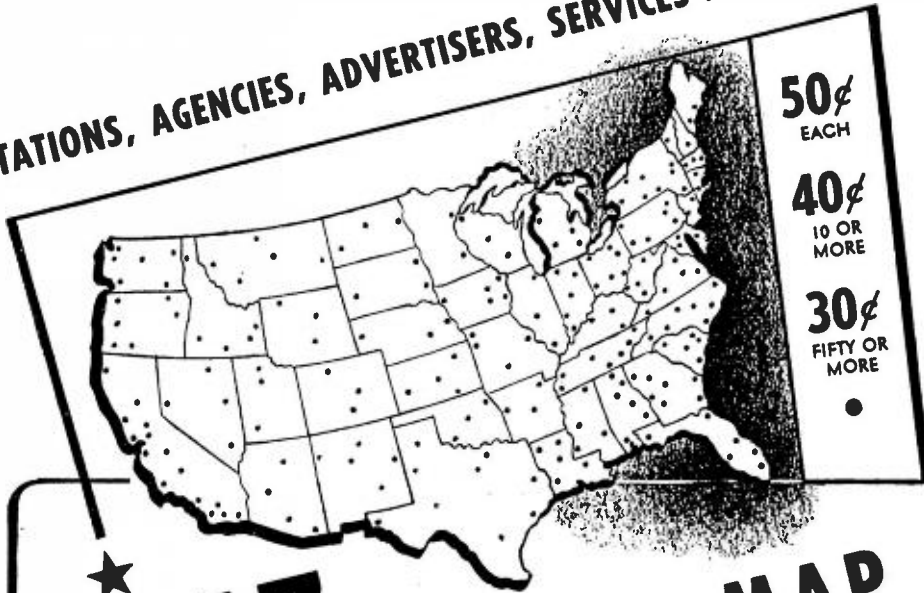 TATIONS, AGENCIES, ADVERTISERS, SERVICES
50¢
EACH
40¢
10 OR
MORE
30¢
FIFTY OR
MORE
MAP